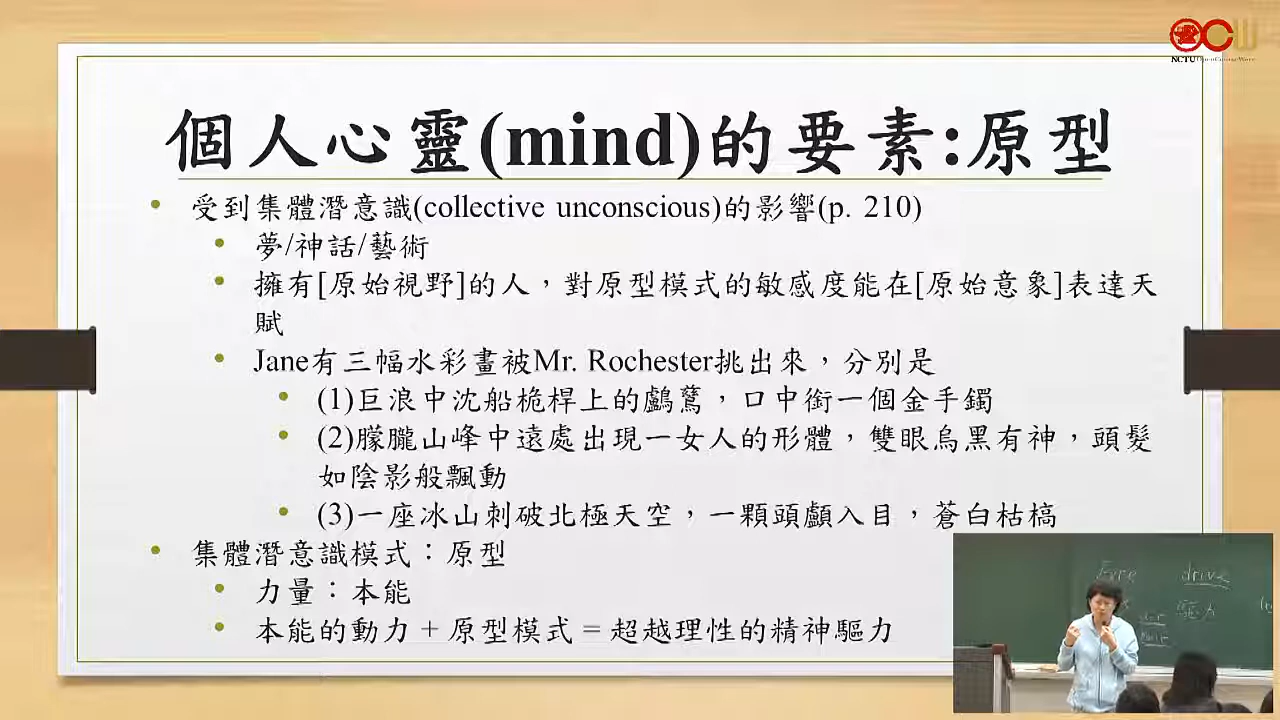 NCTU OpenCourseWare
個人心靈(mind)的要素:原型
受到集體潛意識(collective unconscious)的影響(p. 210)
夢/神話/藝術
擁有[原始視野]的人，對原型模式的敏感度能在[原始意象]表達天
賦
Jane有三幅水彩畫被Mr. Rochester挑出來，分別是
(1)巨浪中沈船桅桿上的鸕鶿，口中銜一個金手鐲
(2)朦朧山峰中遠處出現一女人的形體，雙眼烏黑有神，頭髮
如陰影般飄動
(3)一座冰山刺破北極天空，一顆頭顱入目，蒼白枯槁
集體潛意識模式：原型
力量：本能
本能的動力 + 原型模式 = 超越理性的精神驅力
drive
驅力